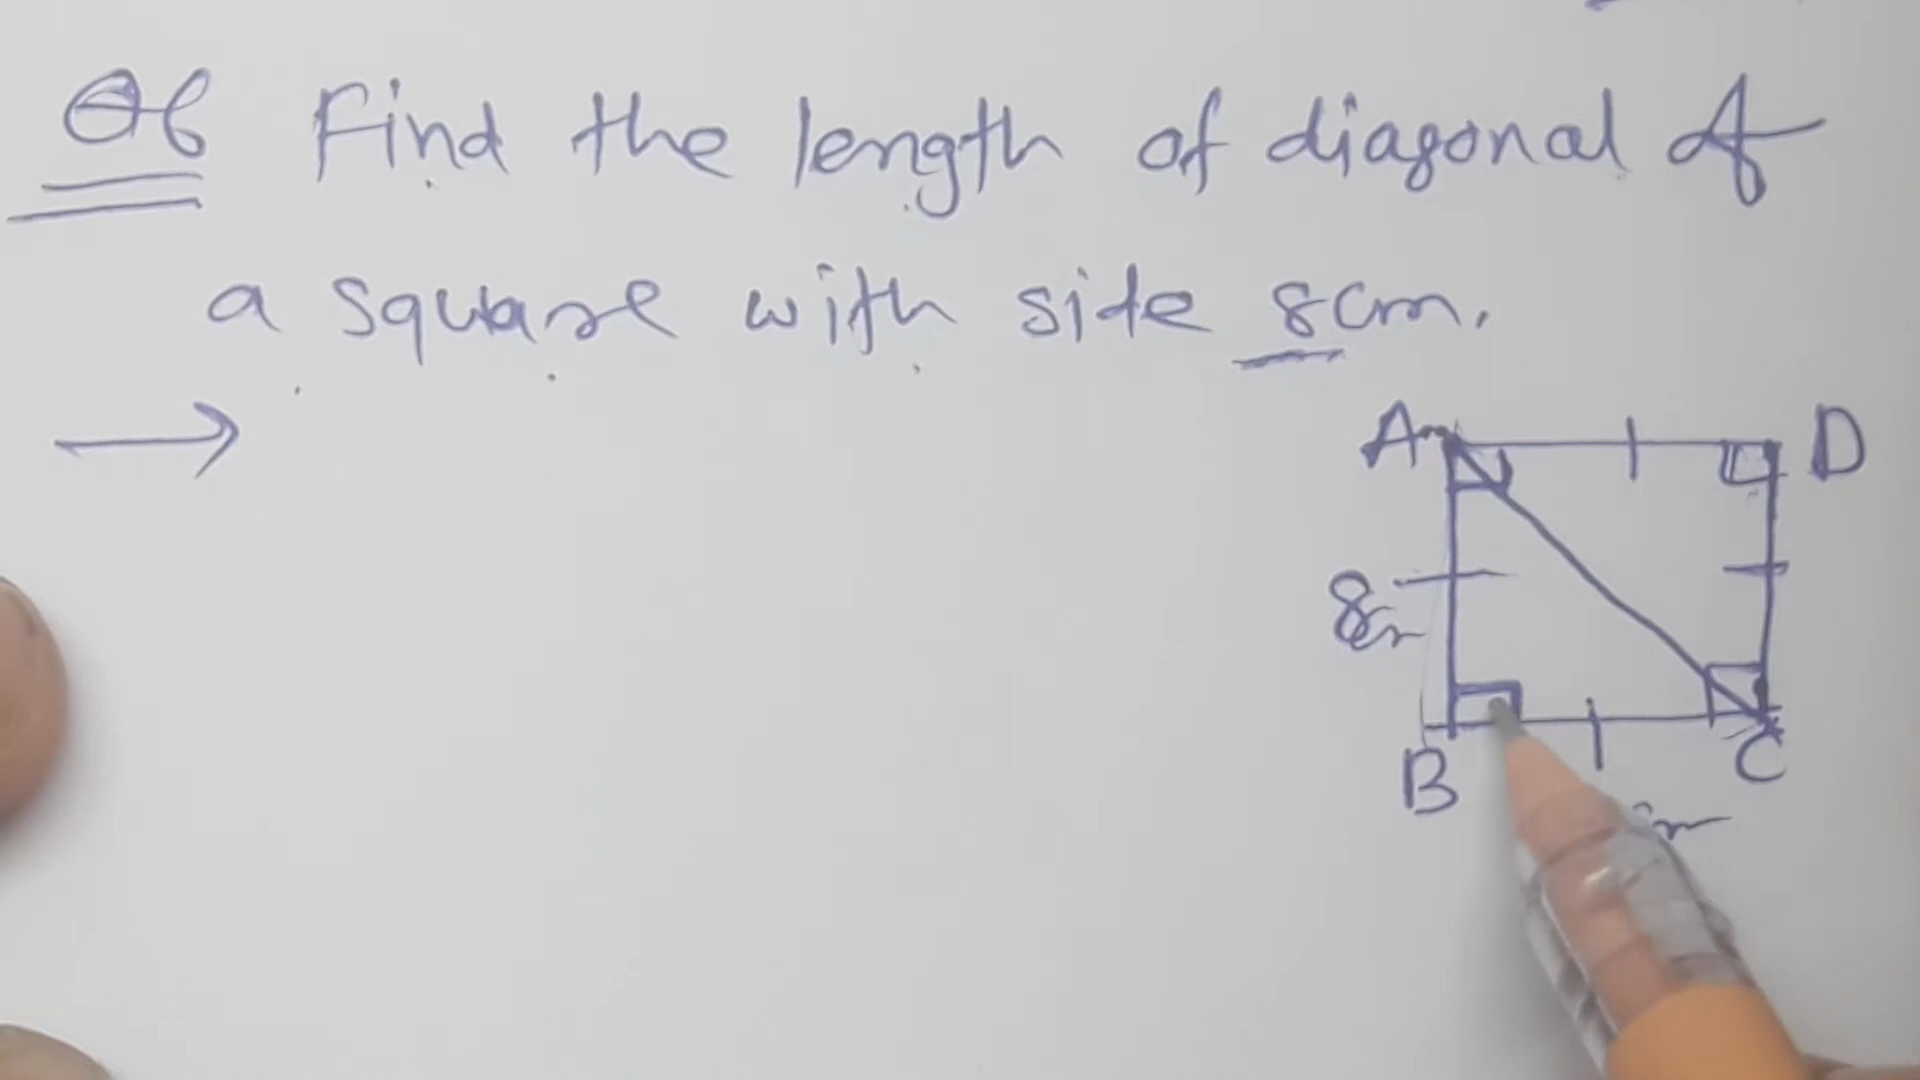 Q6 Find the length of diagonal of
a square with side 8cm.
A D
8cm
B C